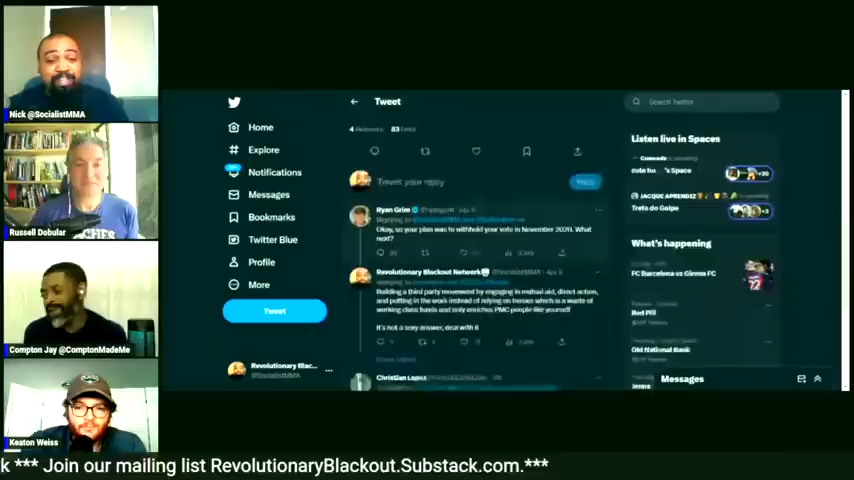 Nick @SocialistMMA
Russell Dobular
Compton Jay @ComptonMadeMe
Keaton Weiss
Home
Explore
Notifications
Messages
Bookmarks
Twitter Blue
Profile
More
Tweet
Revolutionary Blac...
@SocialistMMA
Tweet
Tweet your reply
Reply
Ryan Grim
Okay, so your plan was to withhold your vote in November 2020. What
next?
Revolutionary Blackout Network @SocialistMMA
Building a third party movement by engaging in mutual aid, direct action,
and putting in the work instead of relying on heroes which is a waste of
working class funds and only enriches PMC people like yourself
It's not a sexy answer, deal with it
Search Twitter
Listen live in Spaces
's Space
JACQUE APRENDIZ
Treta do Golpe
What's happening
FC Barcelona vs Girona FC
Red Pill
Old National Bank
Jenna
Messages
k *** Join our mailing list RevolutionaryBlackout.Substack.com.***